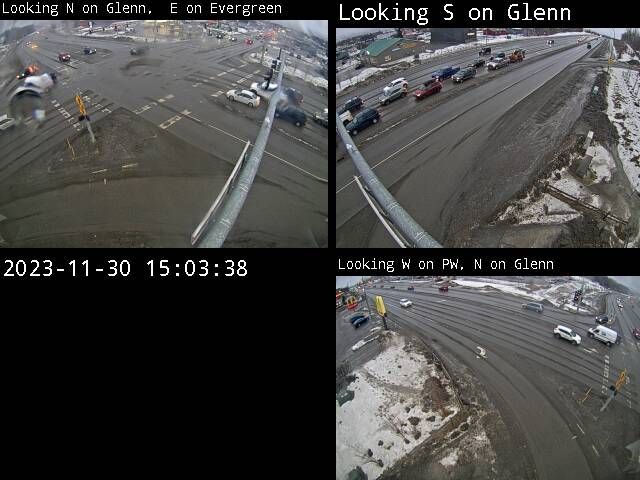 Looking N on Glenn,  E on Evergreen
Looking S on Glenn
2023-11-30 15:03:38
Looking W on PW, N on Glenn